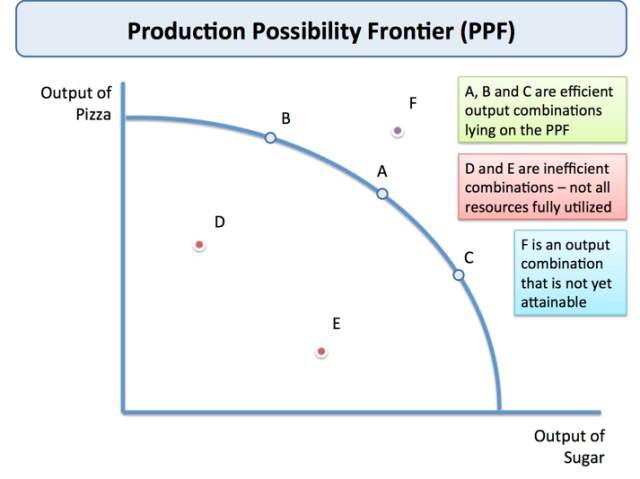 Production Possibility Frontier (PPF)
Output of
Pizza
B
F
A
D
C
E
A, B and C are efficient
output combinations
lying on the PPF
D and E are inefficient
combinations – not all
resources fully utilized
F is an output
combination
that is not yet
attainable
Output of
Sugar